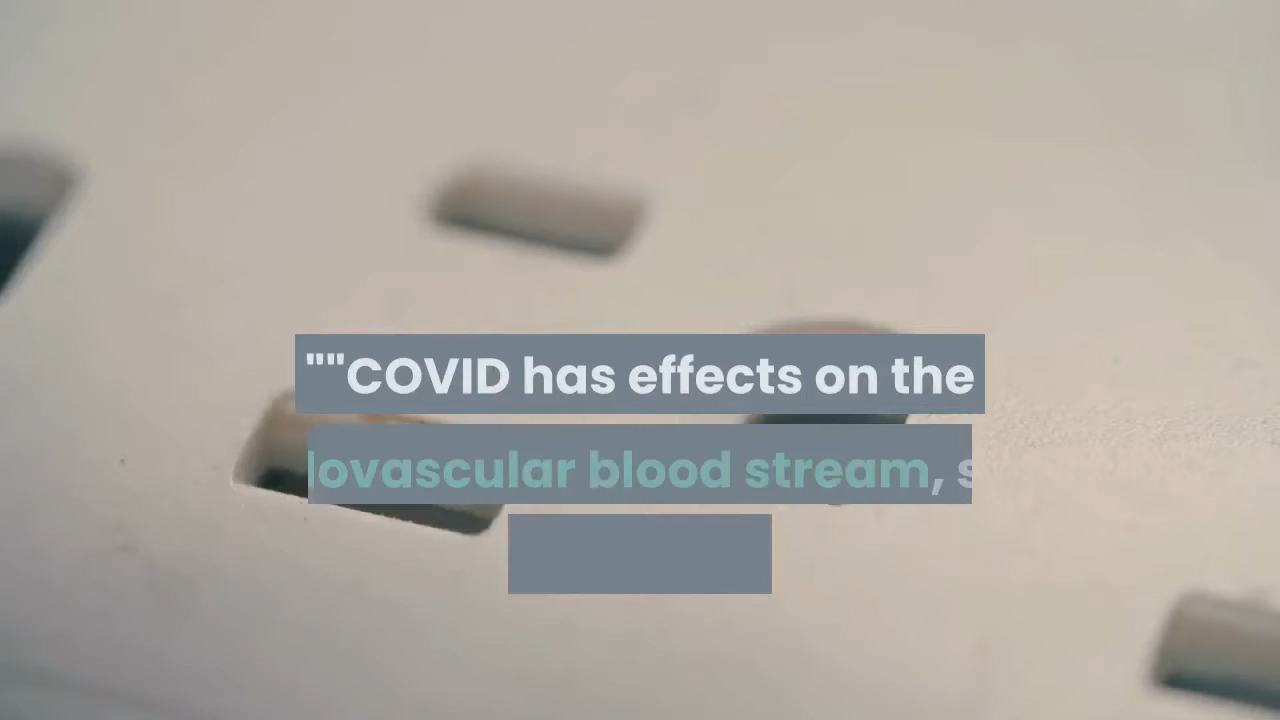 ""COVID has effects on the
lovascular blood stream, s